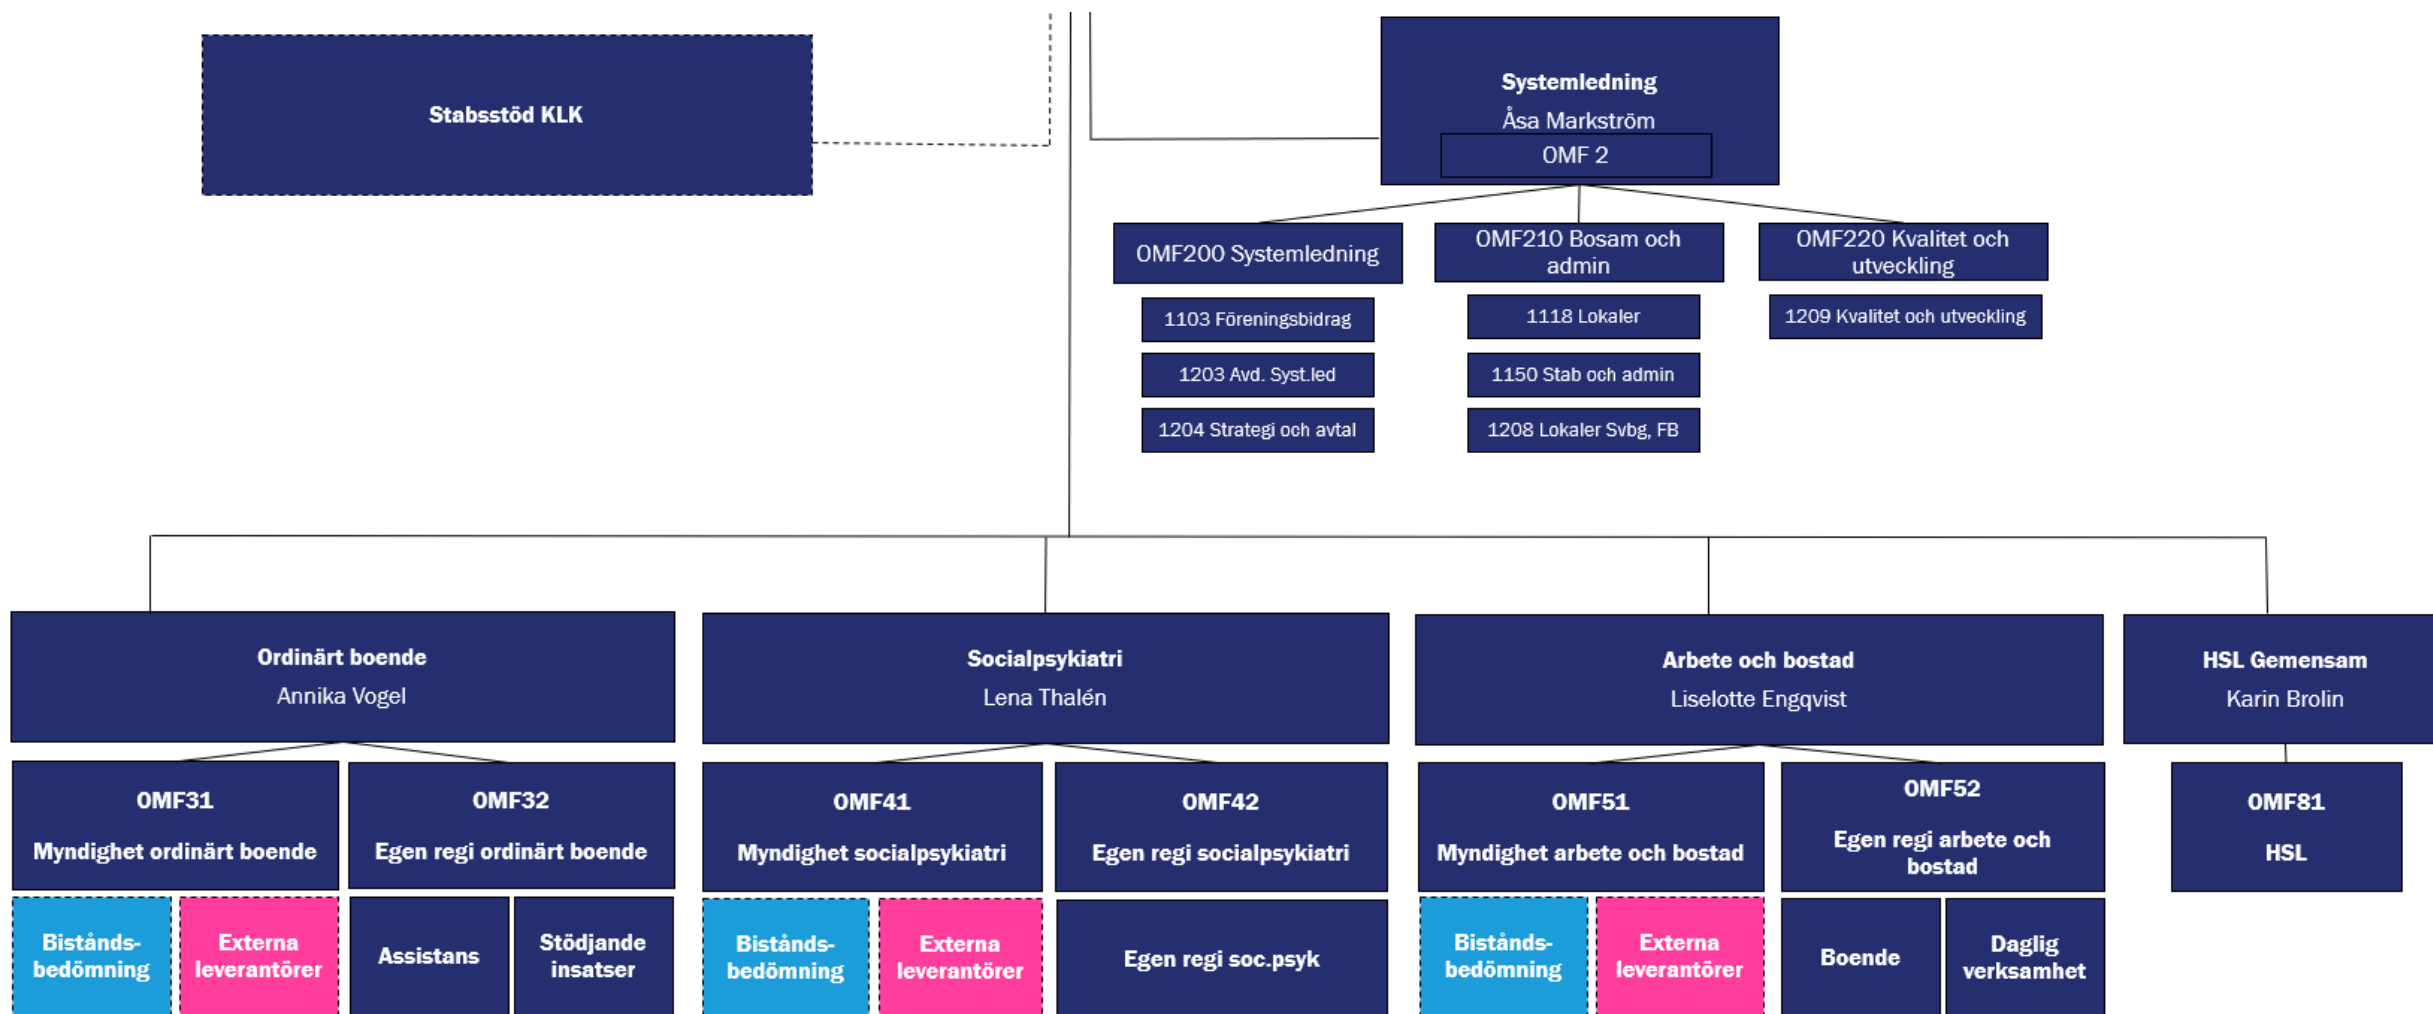 Stabsstöd KLK
Systemledning
Åsa Markström
OMF 2
OMF200 Systemledning
1103 Föreningsbidrag
1203 Avd. Syst.led
1204 Strategi och avtal
OMF210 Bosam och
admin
1118 Lokaler
1150 Stab och admin
1208 Lokaler Svbg, FB
OMF220 Kvalitet och
utveckling
1209 Kvalitet och utveckling
Ordinärt boende
Annika Vogel
OMF31
Myndighet ordinärt boende
Bistånds-
bedömning
Externa
leverantörer
OMF32
Egen regi ordinärt boende
Assistans
Stödjande
insatser
Socialpsykiatri
Lena Thalén
OMF41
Myndighet socialpsykiatri
Bistånds-
bedömning
Externa
leverantörer
OMF42
Egen regi socialpsykiatri
Egen regi soc.psyk
Arbete och bostad
Liselotte Engqvist
OMF51
Myndighet arbete och bostad
Bistånds-
bedömning
Externa
leverantörer
OMF52
Egen regi arbete och
bostad
Boende
Daglig
verksamhet
HSL Gemensam
Karin Brolin
OMF81
HSL